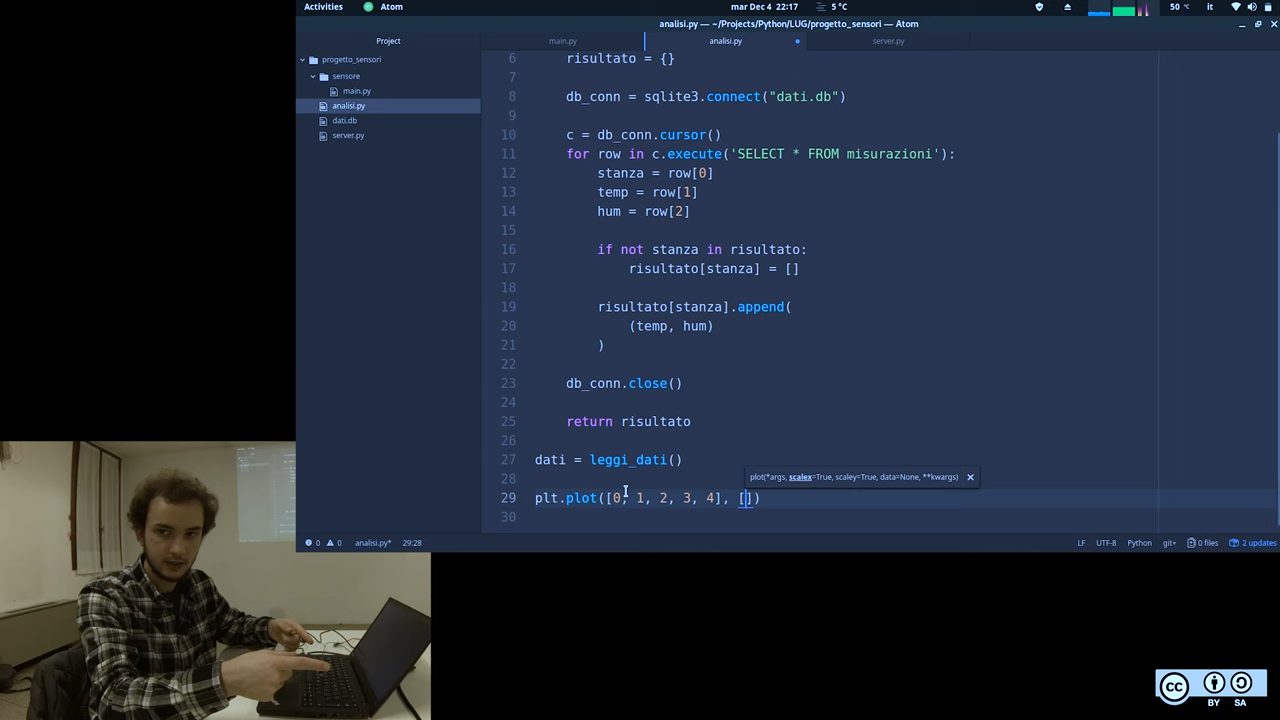 Activities Atom mar Dec 4 22:17 5 °C 50 °C it
analisi.py — ~/Projects/Python/LUG/progetto_sensori — Atom
Project main.py analisi.py server.py
progetto_sensori
sensore
main.py
analisi.py
dati.db
server.py
6 risultato = {}
7
8 db_conn = sqlite3.connect("dati.db")
9
10 c = db_conn.cursor()
11 for row in c.execute('SELECT * FROM misurazioni'):
12 stanza = row[0]
13 temp = row[1]
14 hum = row[2]
15
16 if not stanza in risultato:
17 risultato[stanza] = []
18
19 risultato[stanza].append(
20 (temp, hum)
21 )
22
23 db_conn.close()
24
25 return risultato
26
27 dati = leggi_dati()
28 plot(*args, scalex=True, scaley=True, data=None, **kwargs)
29 plt.plot([0, 1, 2, 3, 4], [])
30
0 0 analisi.py* 29:28 LF UTF-8 Python git+ 0 files 2 updates
cc
BY SA